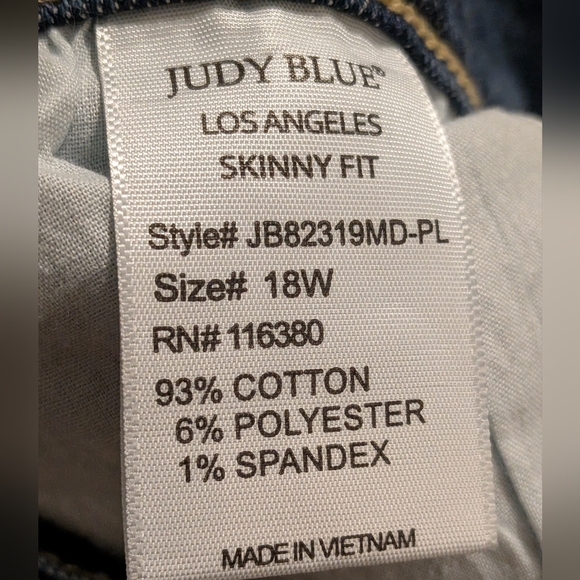 JUDY BLUE®
LOS ANGELES
SKINNY FIT
Style# JB82319MD-PL
Size# 18W
RN# 116380
93% COTTON
6% POLYESTER
1% SPANDEX
MADE IN VIETNAM